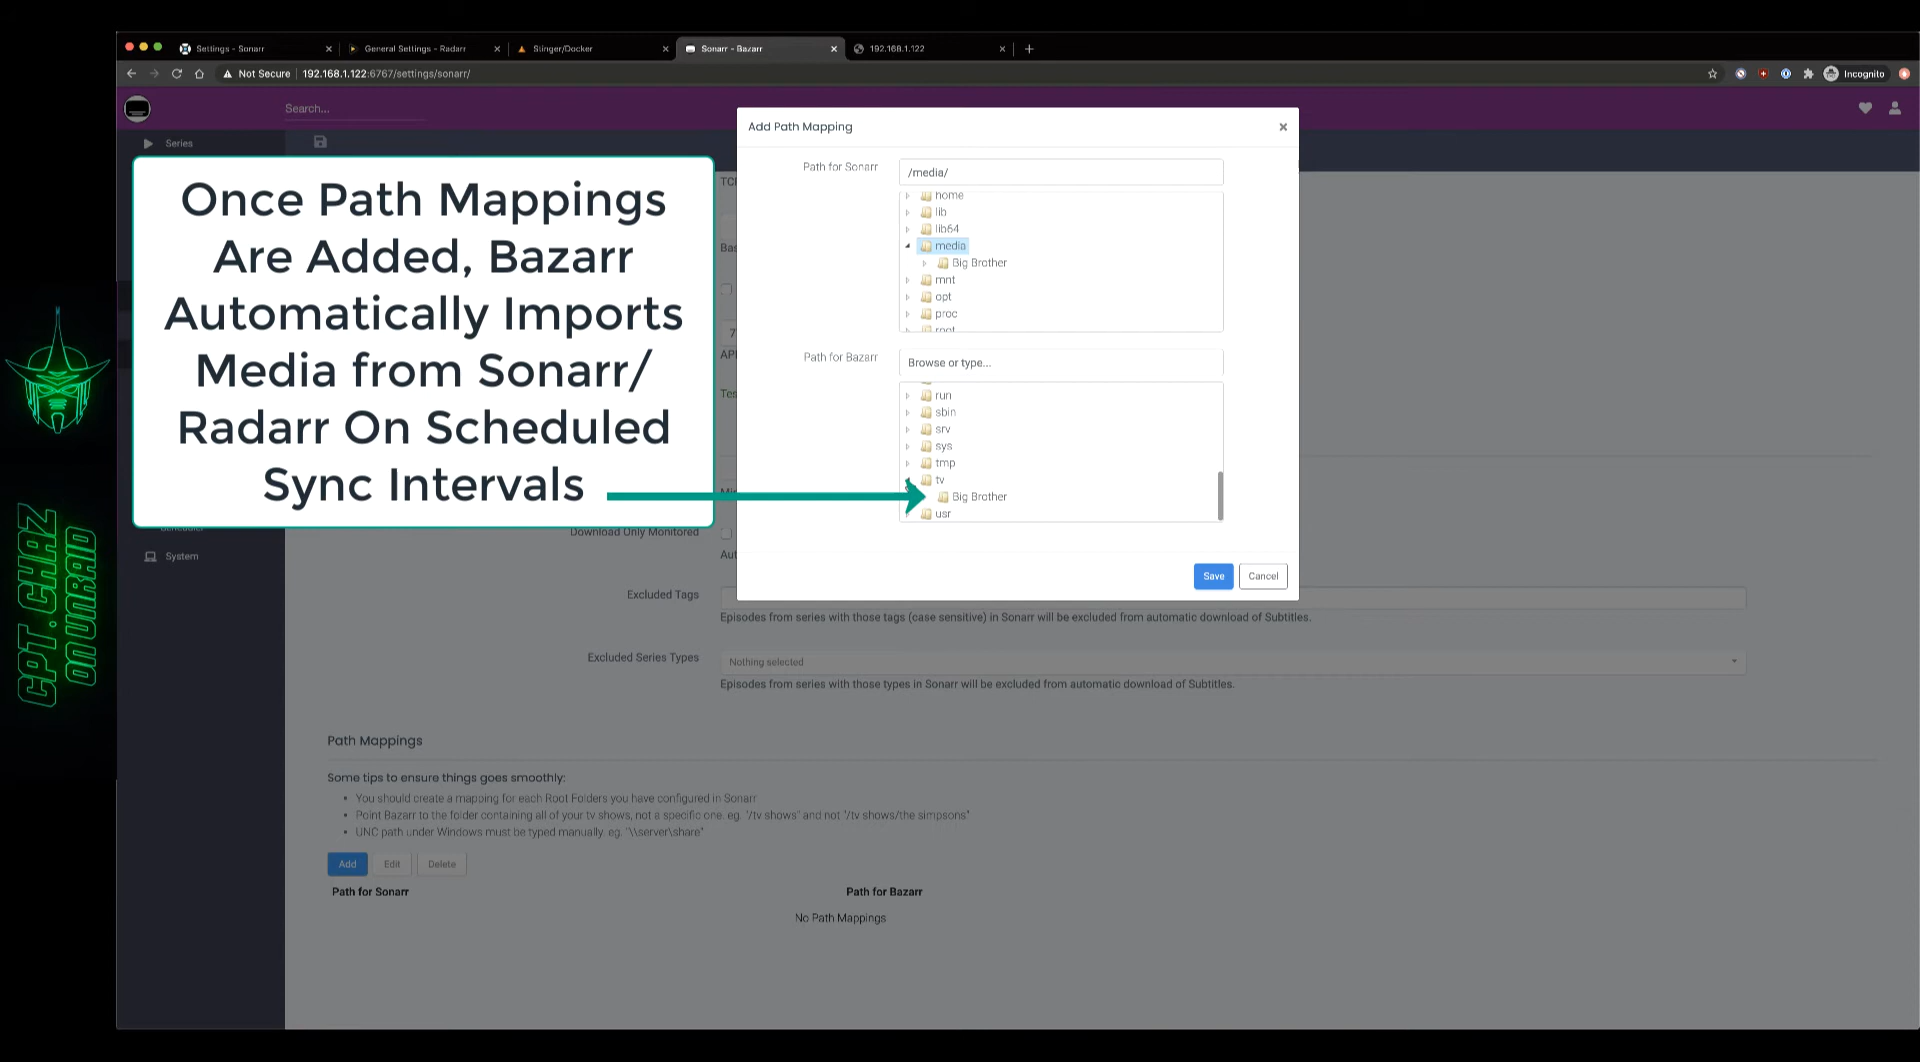 Settings - Sonarr
General Settings - Radarr
Stinger/Docker
Sonarr - Bazarr
192.168.1.122
Not Secure
192.168.1.122:6767/settings/sonarr/
Incognito
Search...
Series
Once Path Mappings
Are Added, Bazarr
Automatically Imports
Media from Sonarr/
Radarr On Scheduled
Sync Intervals
System
CPT.CHAZ
ON UNRAID
Add Path Mapping
Path for Sonarr
/media/
home
lib
lib64
media
Big Brother
mnt
opt
proc
root
Path for Bazarr
Browse or type...
run
sbin
srv
sys
tmp
tv
Big Brother
usr
Save
Cancel
Download Only Monitored
Excluded Tags
Episodes from series with those tags (case sensitive) in Sonarr will be excluded from automatic download of Subtitles.
Excluded Series Types
Nothing selected
Episodes from series with those types in Sonarr will be excluded from automatic download of Subtitles.
Path Mappings
Some tips to ensure things goes smoothly:
• You should create a mapping for each Root Folders you have configured in Sonarr
• Point Bazarr to the folder containing all of your tv shows, not a specific one. eg. "/tv shows" and not "/tv shows/the simpsons"
• UNC path under Windows must be typed manually. eg. "\\server\share"
Add
Edit
Delete
Path for Sonarr
Path for Bazarr
No Path Mappings